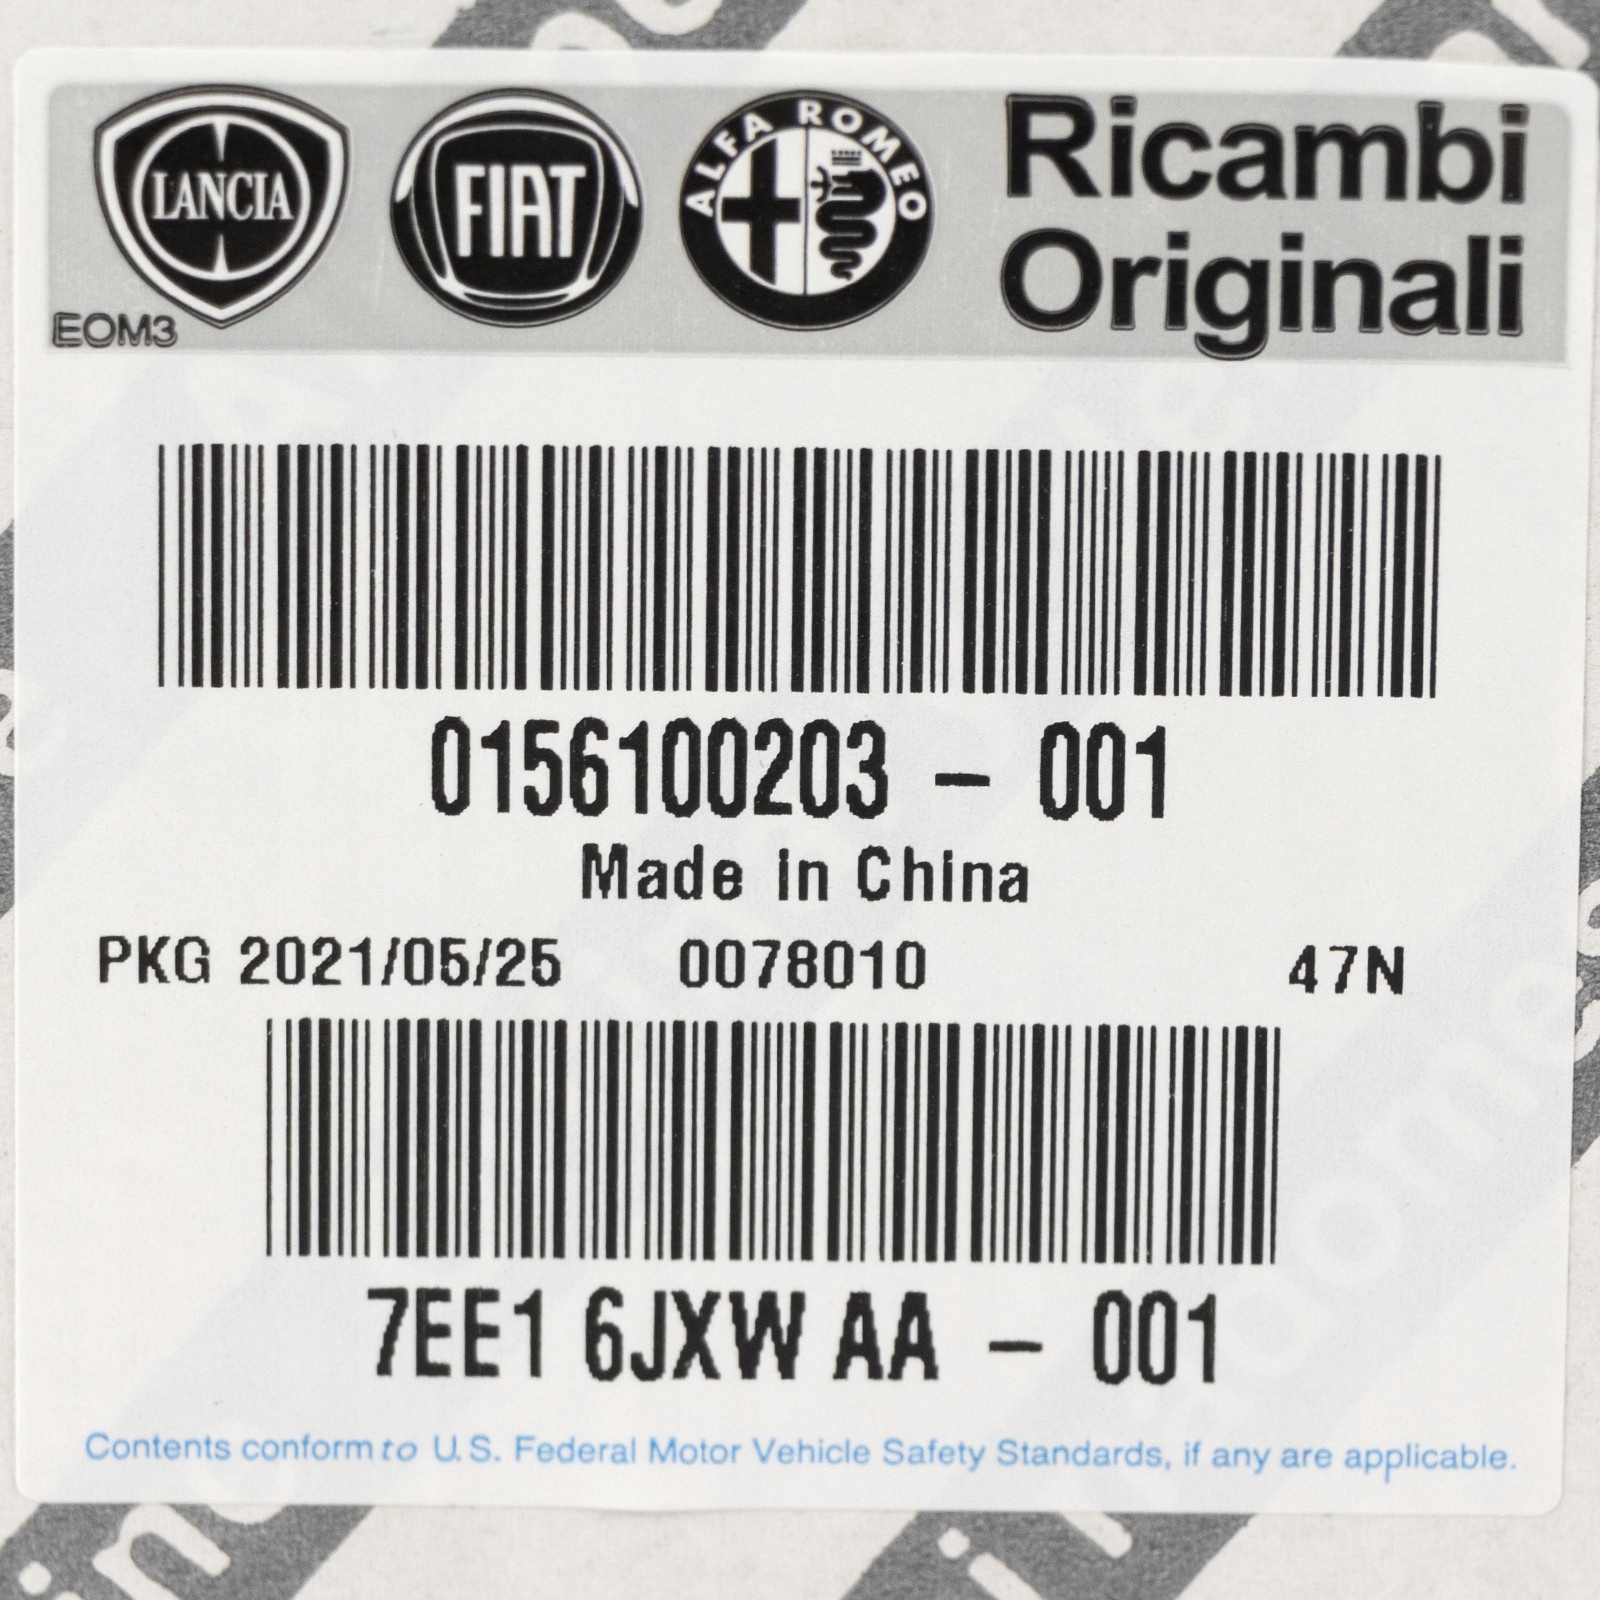 LANCIA FIAT ALFA ROMEO Ricambi
Originali
EOM3
0156100203 – 001
Made in China
PKG 2021/05/25 0078010 47N
7EE1 6JXW AA – 001
Contents conform to U.S. Federal Motor Vehicle Safety Standards, if any are applicable.